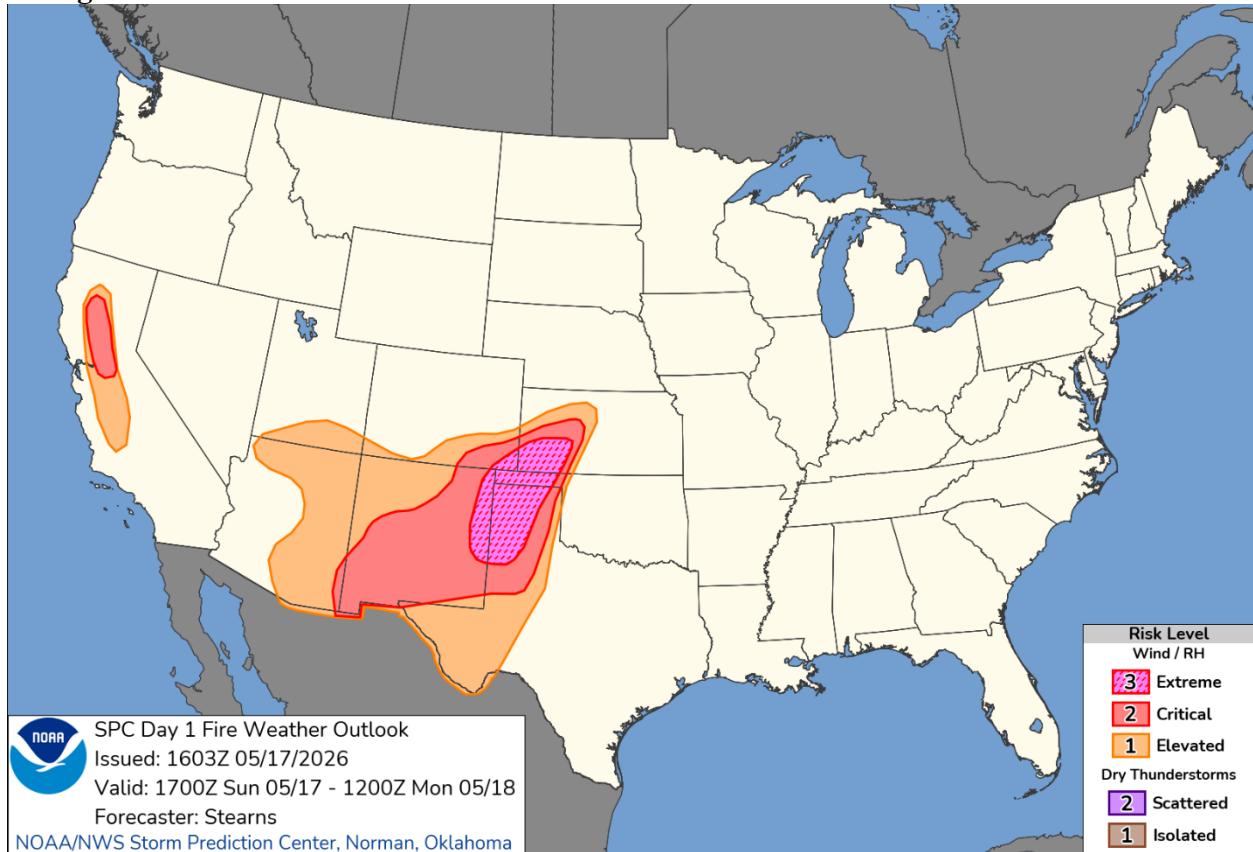 Risk Level
Wind / RH
3 Extreme
2 Critical
1 Elevated
Dry Thunderstorms
2 Scattered
1 Isolated
NOAA
SPC Day 1 Fire Weather Outlook
Issued: 1603Z 05/17/2026
Valid: 1700Z Sun 05/17 - 1200Z Mon 05/18
Forecaster: Stearns
NOAA/NWS Storm Prediction Center, Norman, Oklahoma